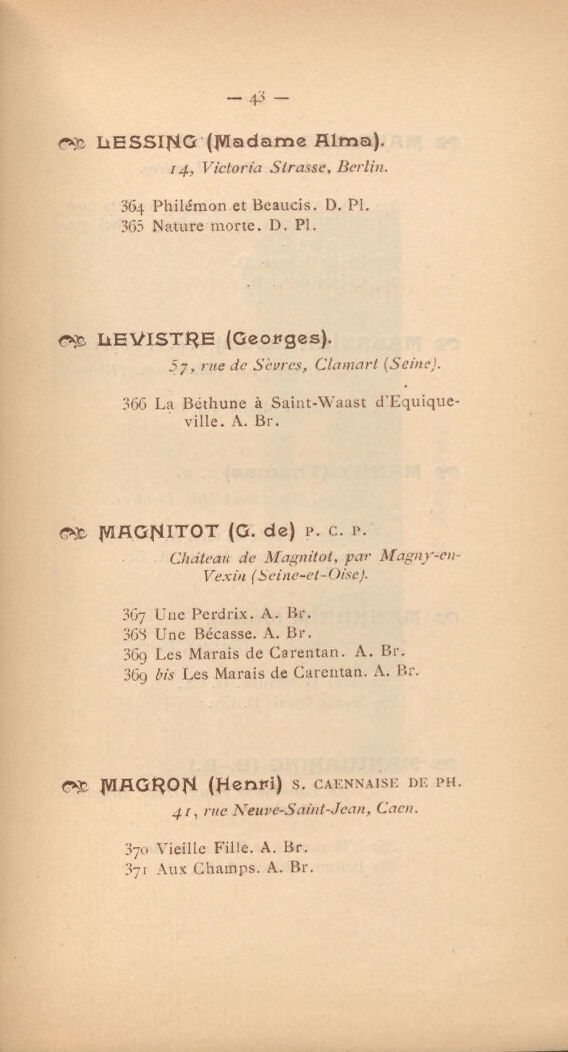 — 43 —
LESSING (Madame Alma).
14, Victoria Strasse, Berlin.
364 Philémon et Beaucis. D. Pl.
365 Nature morte. D. Pl.
LEVISTRE (Georges).
57, rue de Sèvres, Clamart (Seine).
366 La Béthune à Saint-Waast d'Equique-
ville. A. Br.
MAGNITOT (G. de) P. C. P.
Château de Magnitot, par Magny-en-
Vexin (Seine-et-Oise).
367 Une Perdrix. A. Br.
368 Une Bécasse. A. Br.
369 Les Marais de Carentan. A. Br.
369 bis Les Marais de Carentan. A. Br.
MAGRON (Henri) S. CAENNAISE DE PH.
41, rue Neuve-Saint-Jean, Caen.
370 Vieille Fille. A. Br.
371 Aux Champs. A. Br.